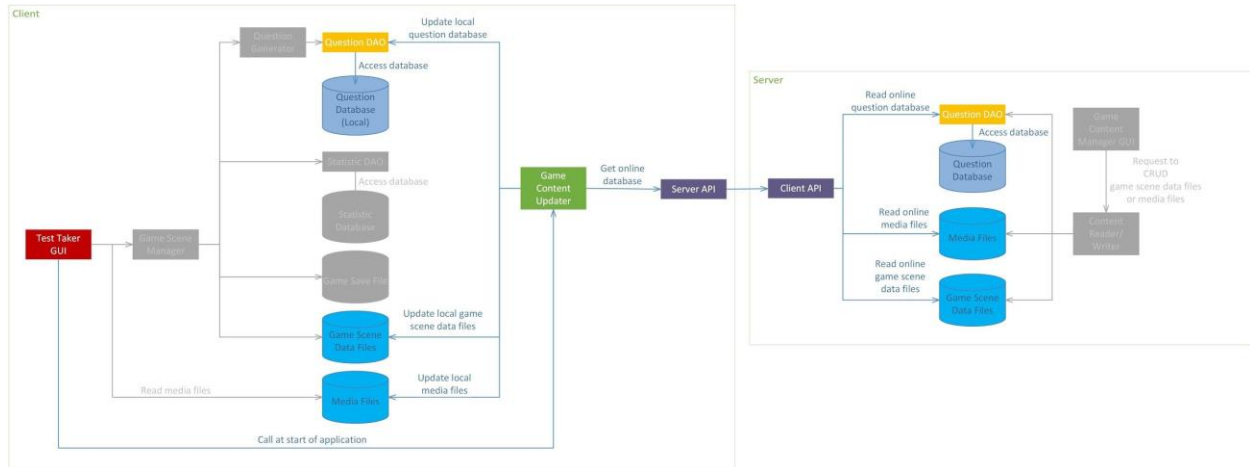 Client
Question
Generator
Question DAO
Update local
question database
Access database
Question
Database
(Local)
Statistic DAO
Access database
Statistic
Database
Test Taker
GUI
Game Scene
Manager
Game Save File
Game Scene
Data Files
Update local game
scene data files
Read media files
Media Files
Update local
media files
Call at start of application
Game
Content
Updater
Get online
database
Server API
Server
Client API
Read online
question database
Question DAO
Access database
Question
Database
Read online
media files
Media Files
Read online
game scene
data files
Game Scene
Data Files
Game
Content
Manager GUI
Request to
CRUD
game scene data files
or media files
Content
Reader/
Writer